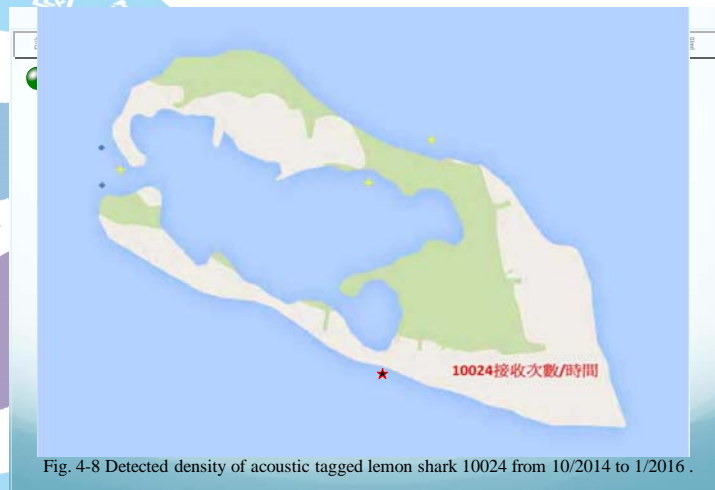 10024接收次數/時間
Fig. 4-8 Detected density of acoustic tagged lemon shark 10024 from 10/2014 to 1/2016 .